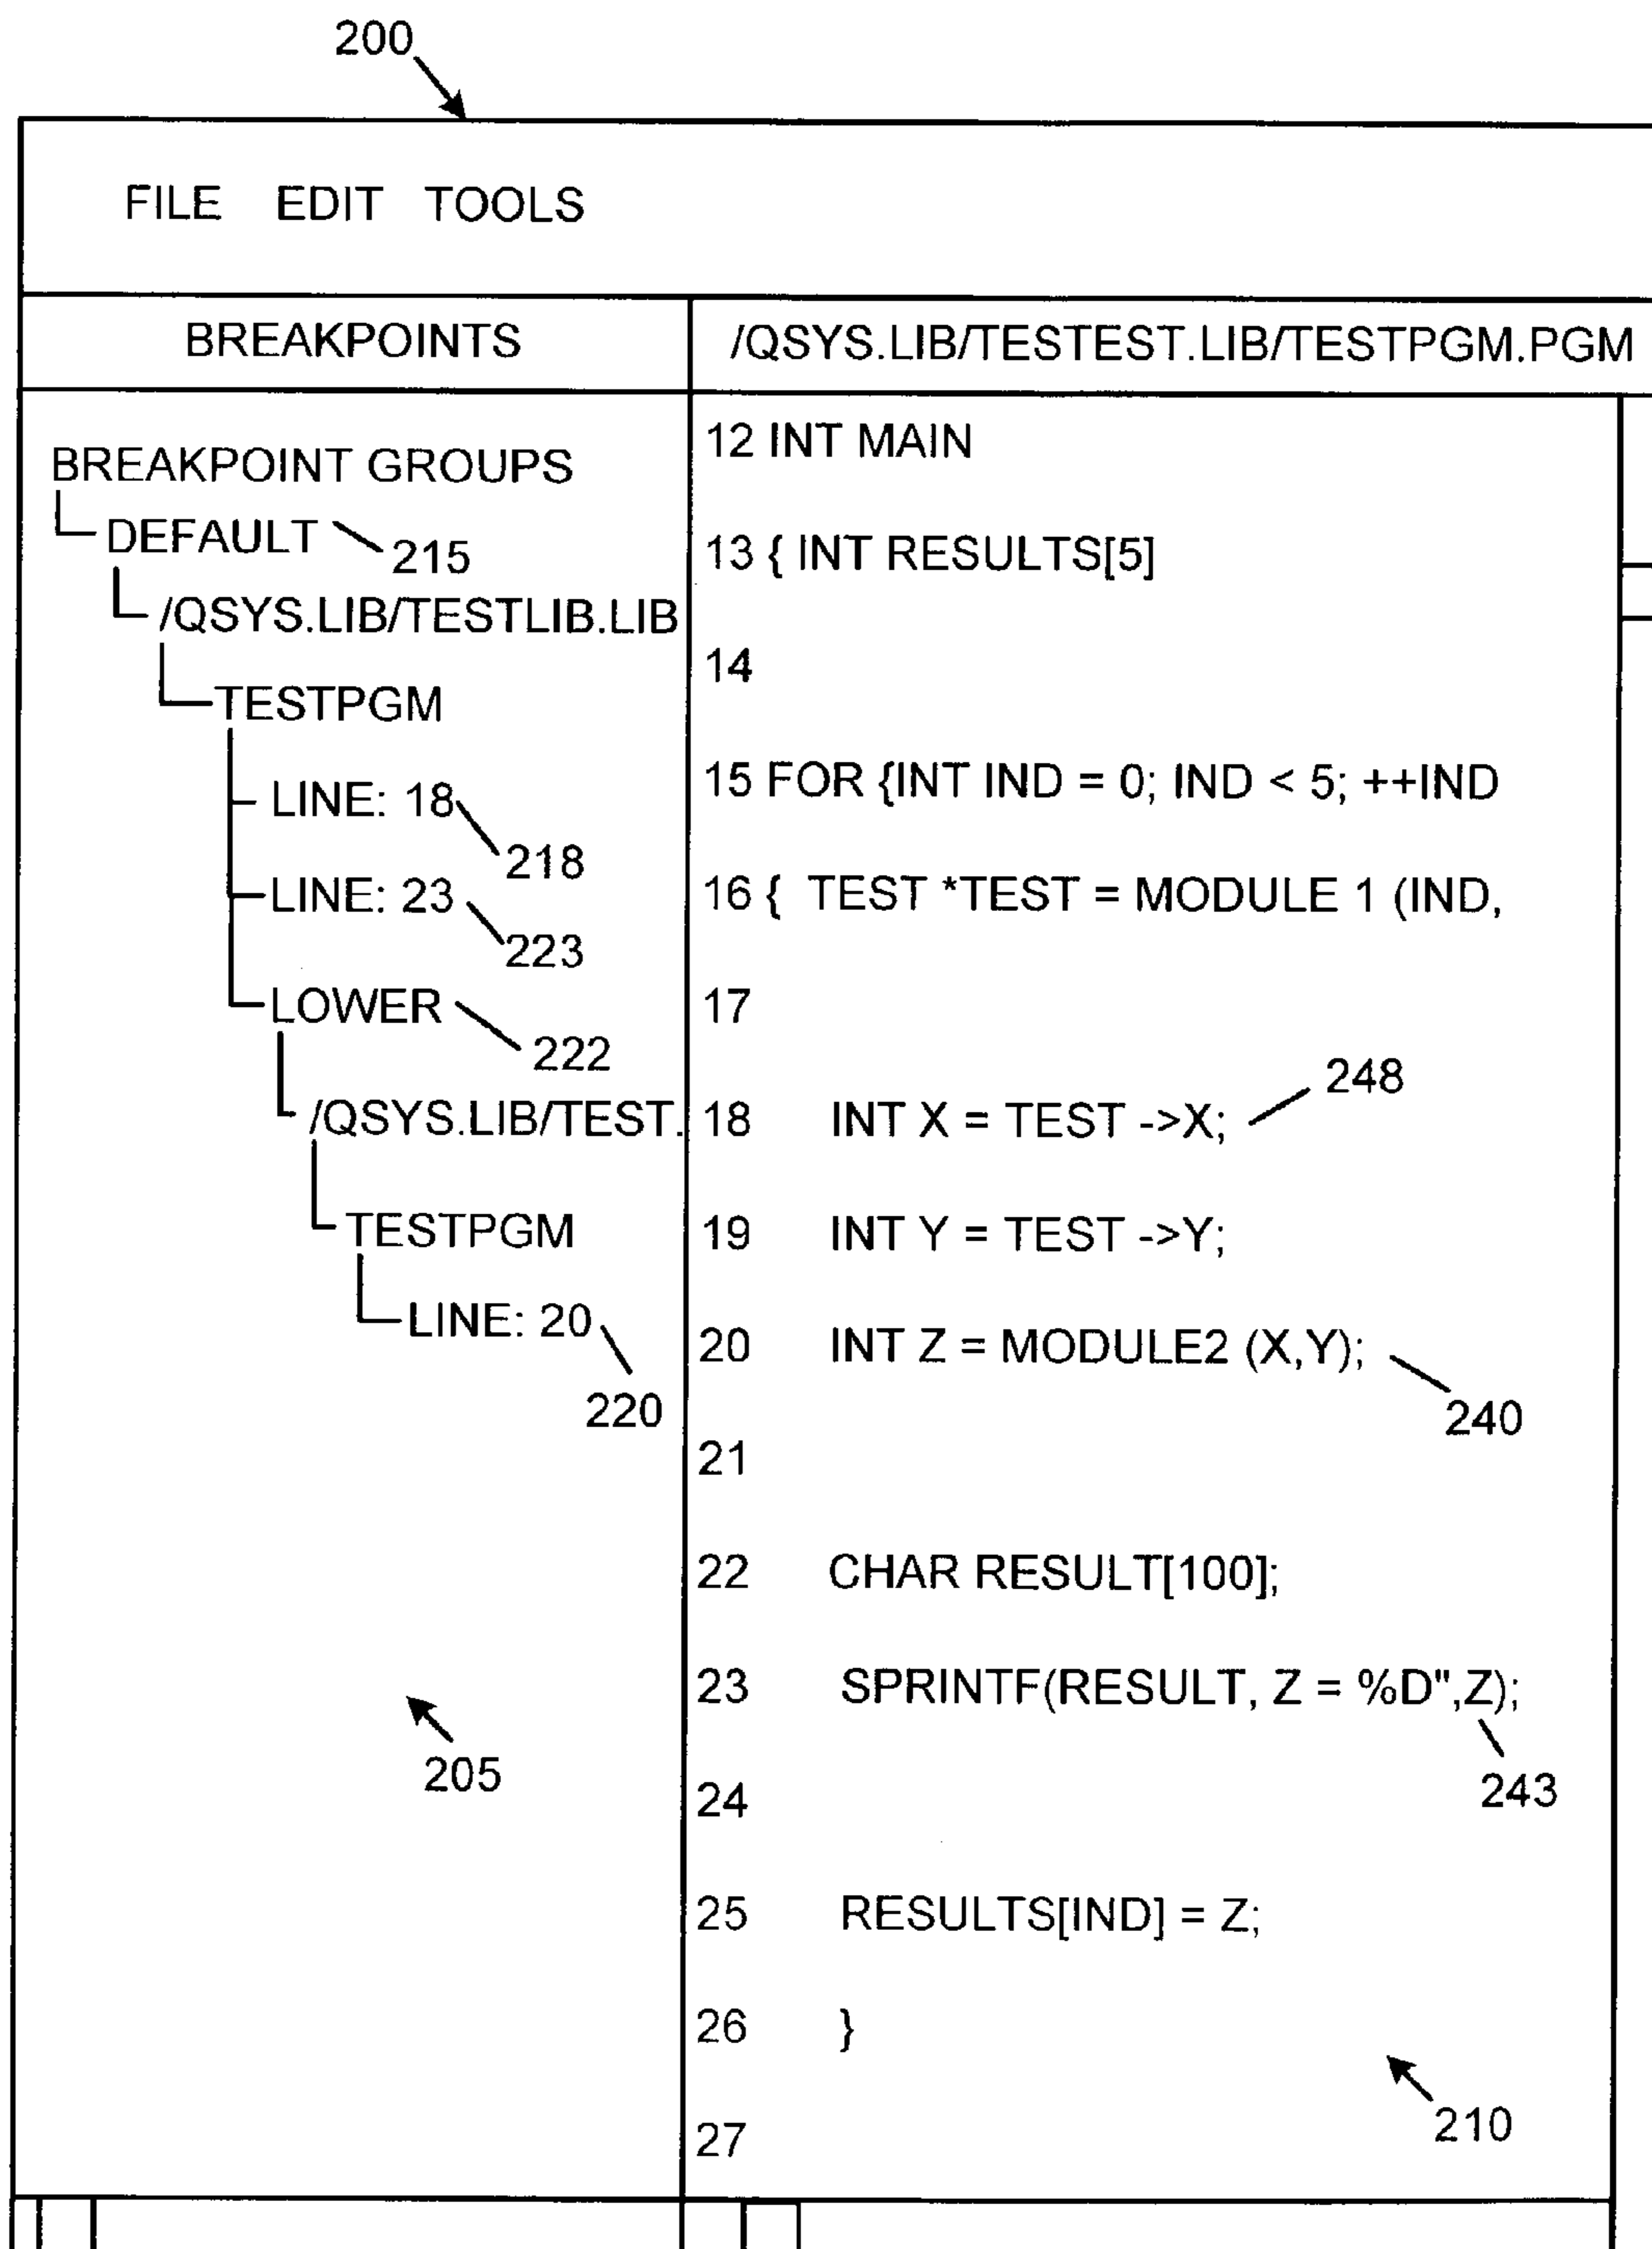 200
FILE EDIT TOOLS
BREAKPOINTS
BREAKPOINT GROUPS
DEFAULT 215
/QSYS.LIB/TESTLIB.LIB
TESTPGM
LINE: 18
218
LINE: 23
223
LOWER
222
/QSYS.LIB/TEST.
TESTPGM
LINE: 20
220
205
/QSYS.LIB/TESTEST.LIB/TESTPGM.PGM
12 INT MAIN
13 { INT RESULTS[5]
14
15 FOR {INT IND = 0; IND < 5; ++IND
16 { TEST *TEST = MODULE 1 (IND,
17
248
18 INT X = TEST ->X;
19 INT Y = TEST ->Y;
20 INT Z = MODULE2 (X,Y);
240
21
22 CHAR RESULT[100];
23 SPRINTF(RESULT, Z = %D",Z);
243
24
25 RESULTS[IND] = Z;
26 }
210
27